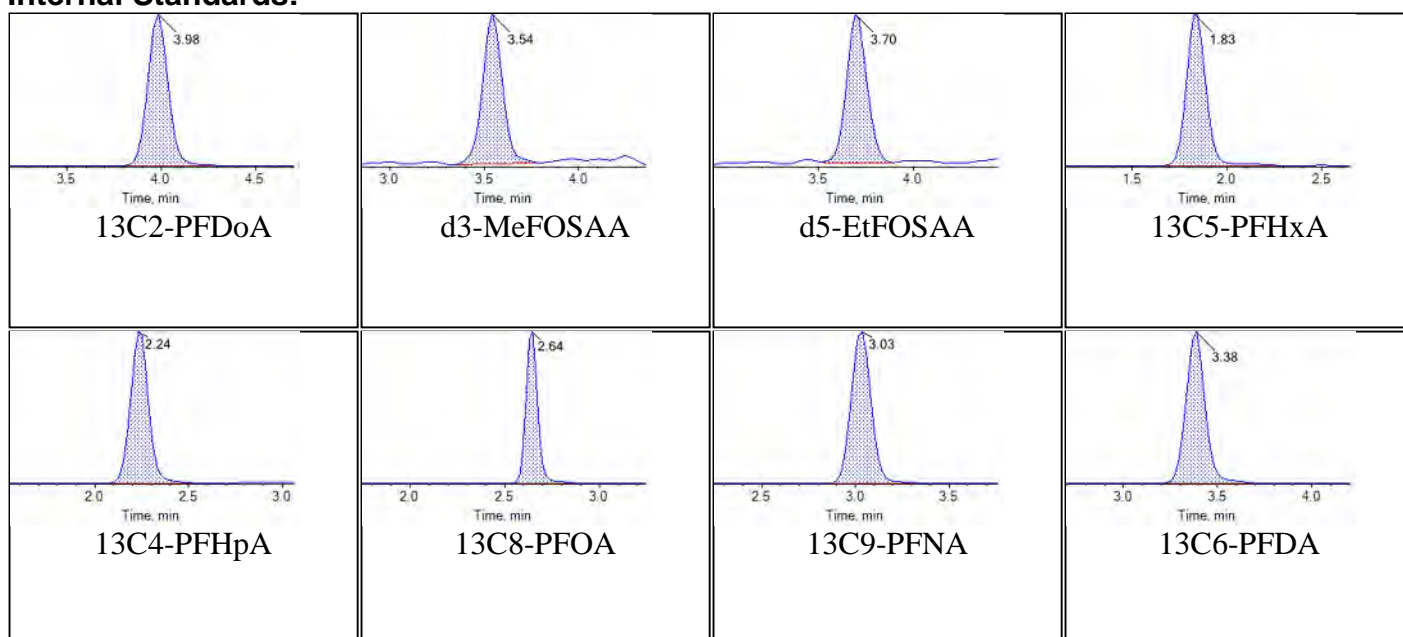 Internal Standards:
3.98
3.5 4.0 4.5
Time, min
13C2-PFDoA
3.54
3.0 3.5 4.0
Time, min
d3-MeFOSAA
3.70
3.5 4.0
Time, min
d5-EtFOSAA
1.83
1.5 2.0 2.5
Time, min
13C5-PFHxA
2.24
2.0 2.5 3.0
Time, min
13C4-PFHpA
2.64
2.0 2.5 3.0
Time, min
13C8-PFOA
3.03
2.5 3.0 3.5
Time, min
13C9-PFNA
3.38
3.0 3.5 4.0
Time, min
13C6-PFDA